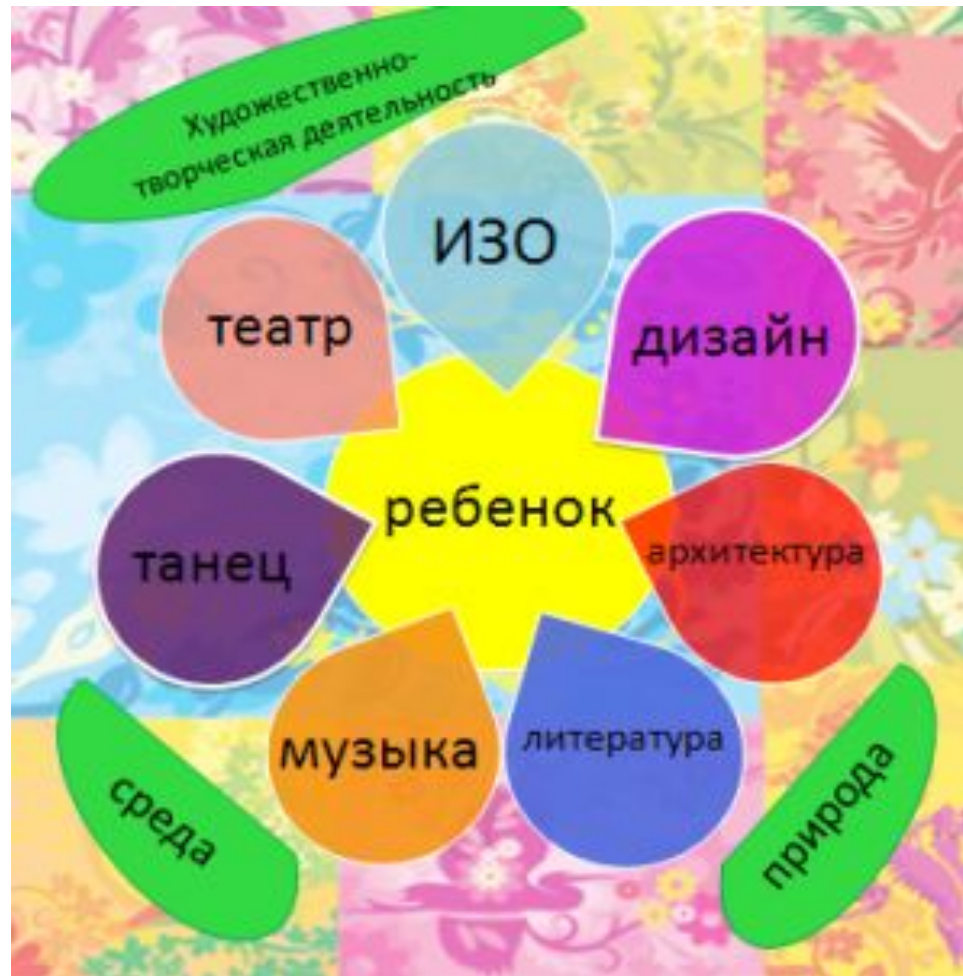 Художественно-
творческая деятельность
ИЗО
театр
дизайн
ребенок
танец
архитектура
музыка
литература
среда
природа